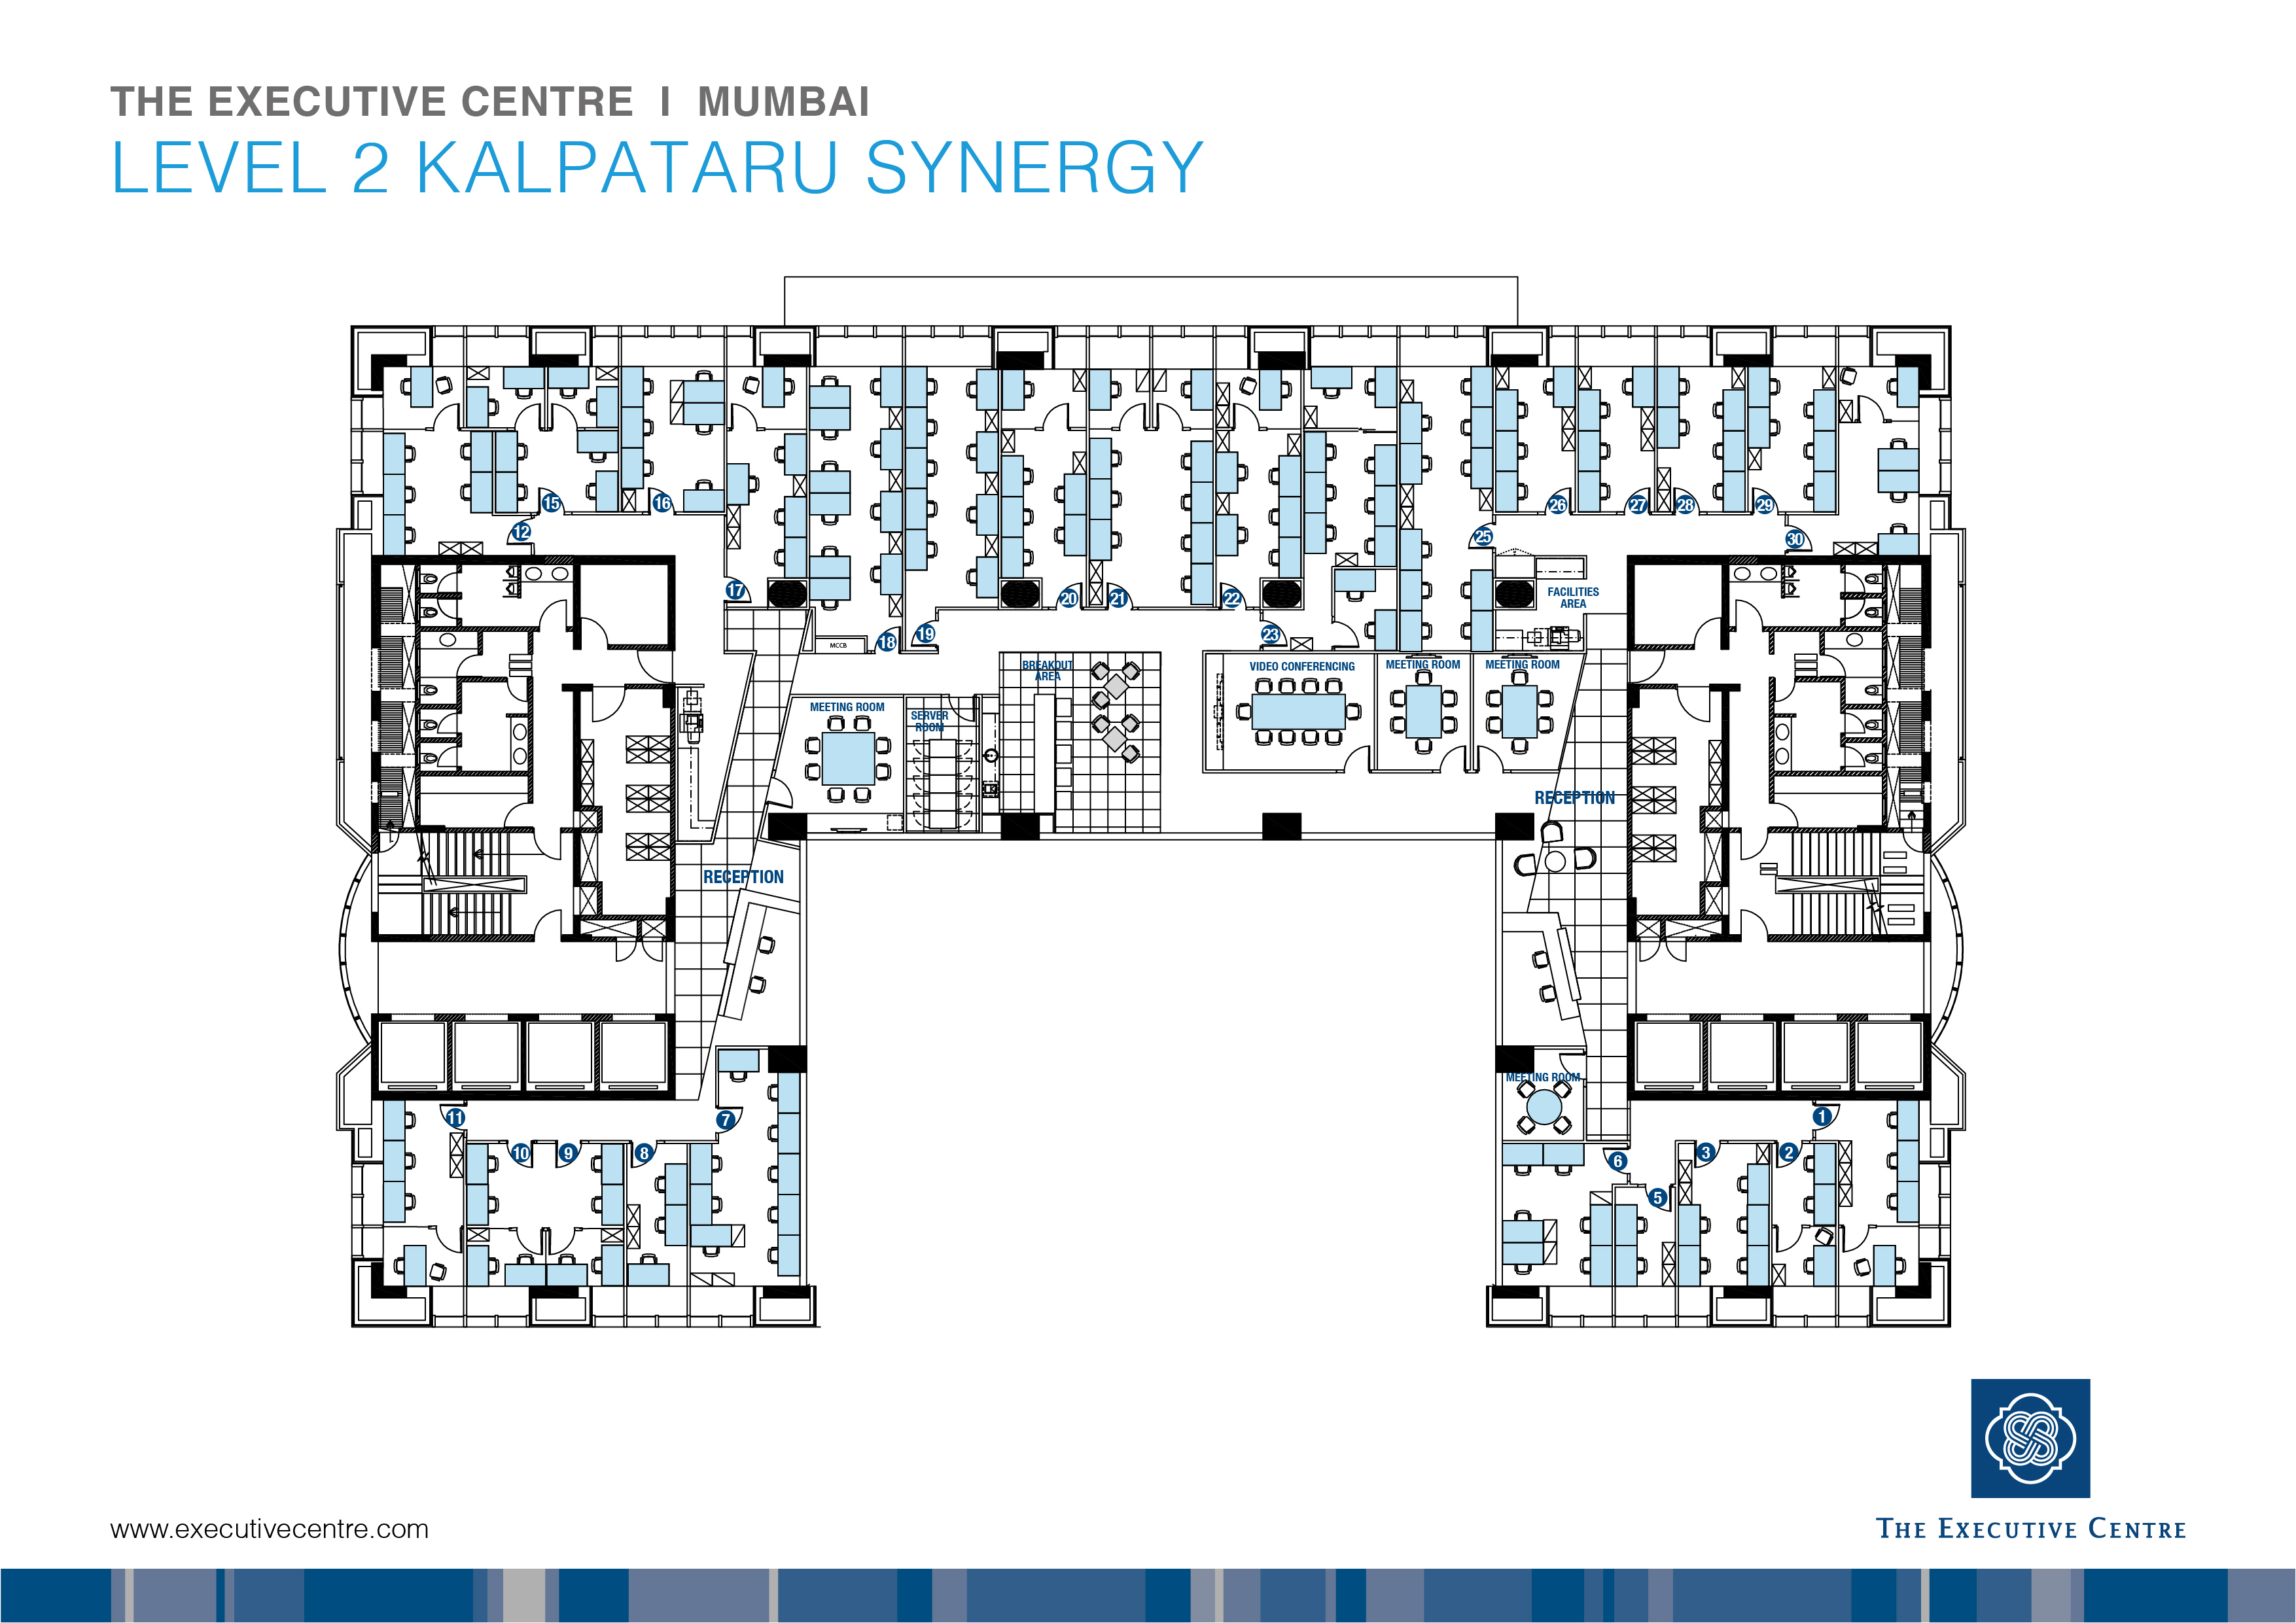 THE EXECUTIVE CENTRE I MUMBAI
LEVEL 2 KALPATARU SYNERGY
15
16
12
17
18
19
20
21
22
23
25
26
27
28
29
30
FACILITIES
AREA
MCCB
BREAKOUT
AREA
VIDEO CONFERENCING
MEETING ROOM
MEETING ROOM
MEETING ROOM
SERVER
ROOM
RECEPTION
RECEPTION
MEETING ROOM
11
10
9
8
7
6
5
3
2
1
www.executivecentre.com
THE EXECUTIVE CENTRE